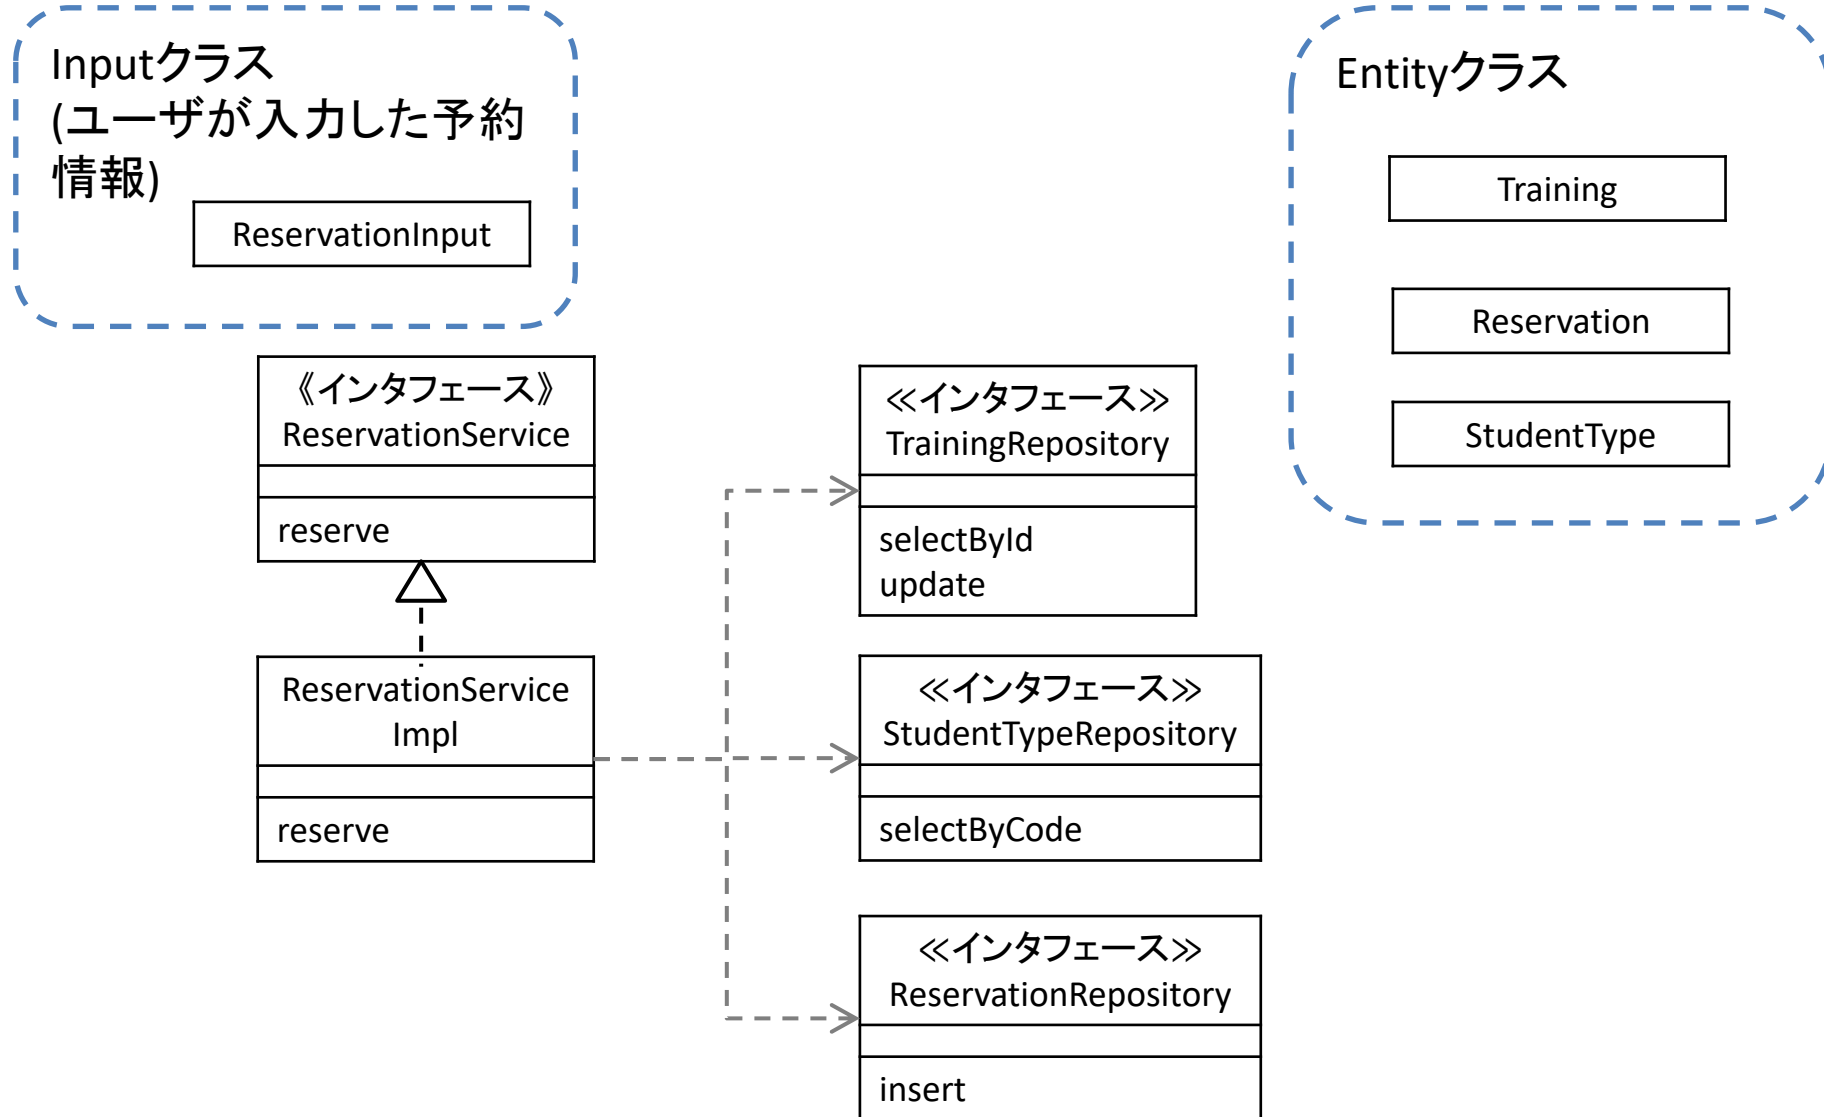 Inputクラス
(ユーザが入力した予約
情報)
ReservationInput
Entityクラス
Training
Reservation
StudentType
《インタフェース》
ReservationService
reserve
ReservationService
Impl
reserve
≪インタフェース≫
TrainingRepository
selectById
update
≪インタフェース≫
StudentTypeRepository
selectByCode
≪インタフェース≫
ReservationRepository
insert